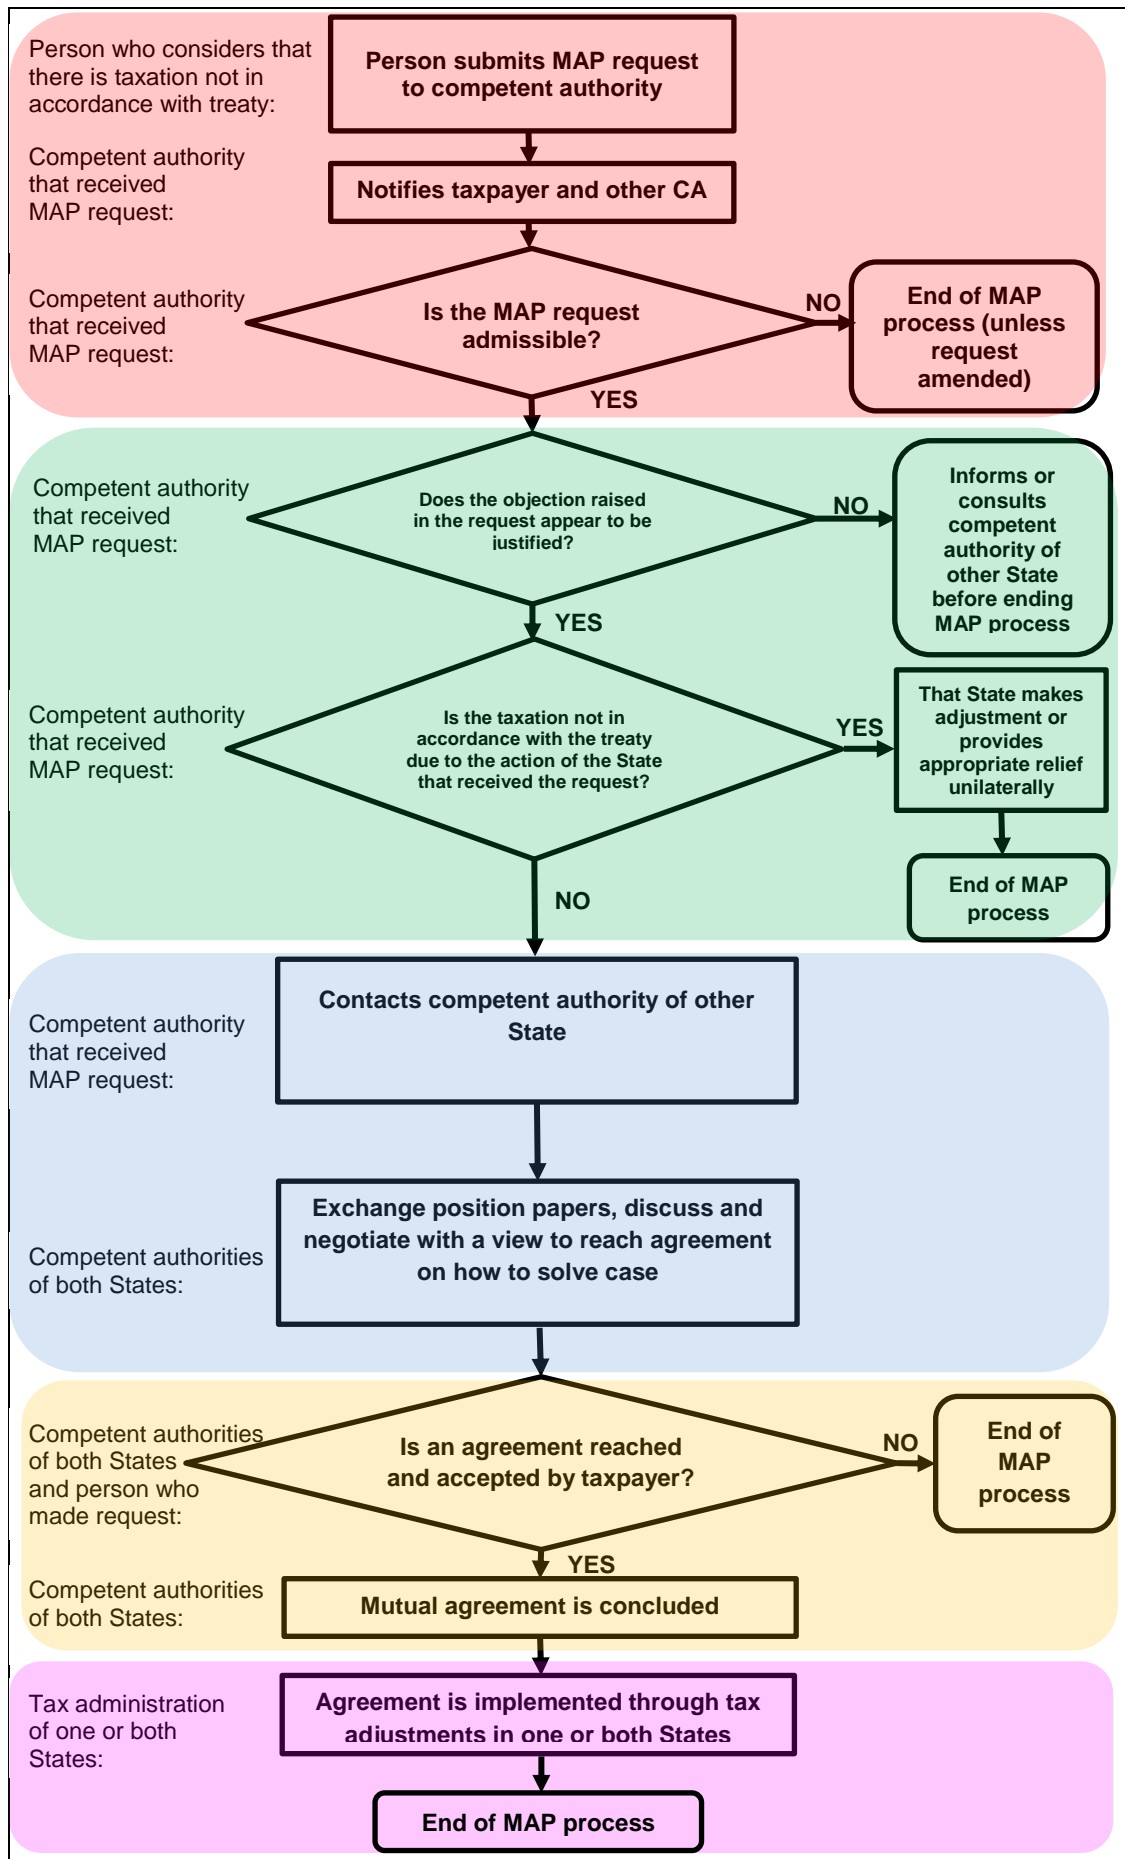 Person who considers that
there is taxation not in
accordance with treaty:
Person submits MAP request
to competent authority
Competent authority
that received
MAP request:
Notifies taxpayer and other CA
Competent authority
that received
MAP request:
Is the MAP request
admissible?
NO
End of MAP
process (unless
request
amended)
YES
Competent authority
that received
MAP request:
Does the objection raised
in the request appear to be
justified?
NO
Informs or
consults
competent
authority of
other State
before ending
MAP process
YES
Competent authority
that received
MAP request:
Is the taxation not in
accordance with the treaty
due to the action of the State
that received the request?
YES
That State makes
adjustment or
provides
appropriate relief
unilaterally
End of MAP
process
NO
Competent authority
that received
MAP request:
Contacts competent authority of other
State
Competent authorities
of both States:
Exchange position papers, discuss and
negotiate with a view to reach agreement
on how to solve case
Competent authorities
of both States
and person who
made request:
Is an agreement reached
and accepted by taxpayer?
NO
End of
MAP
process
YES
Competent authorities
of both States:
Mutual agreement is concluded
Tax administration
of one or both
States:
Agreement is implemented through tax
adjustments in one or both States
End of MAP process